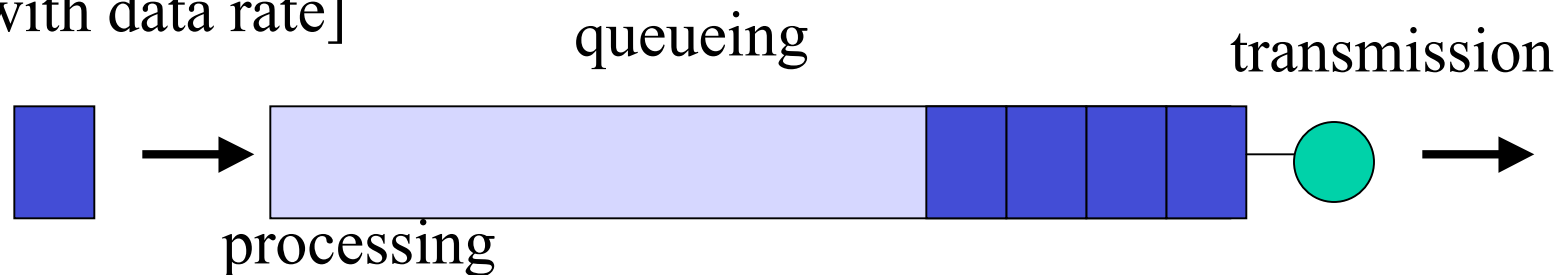 with data rate]
queueing
transmission
processing